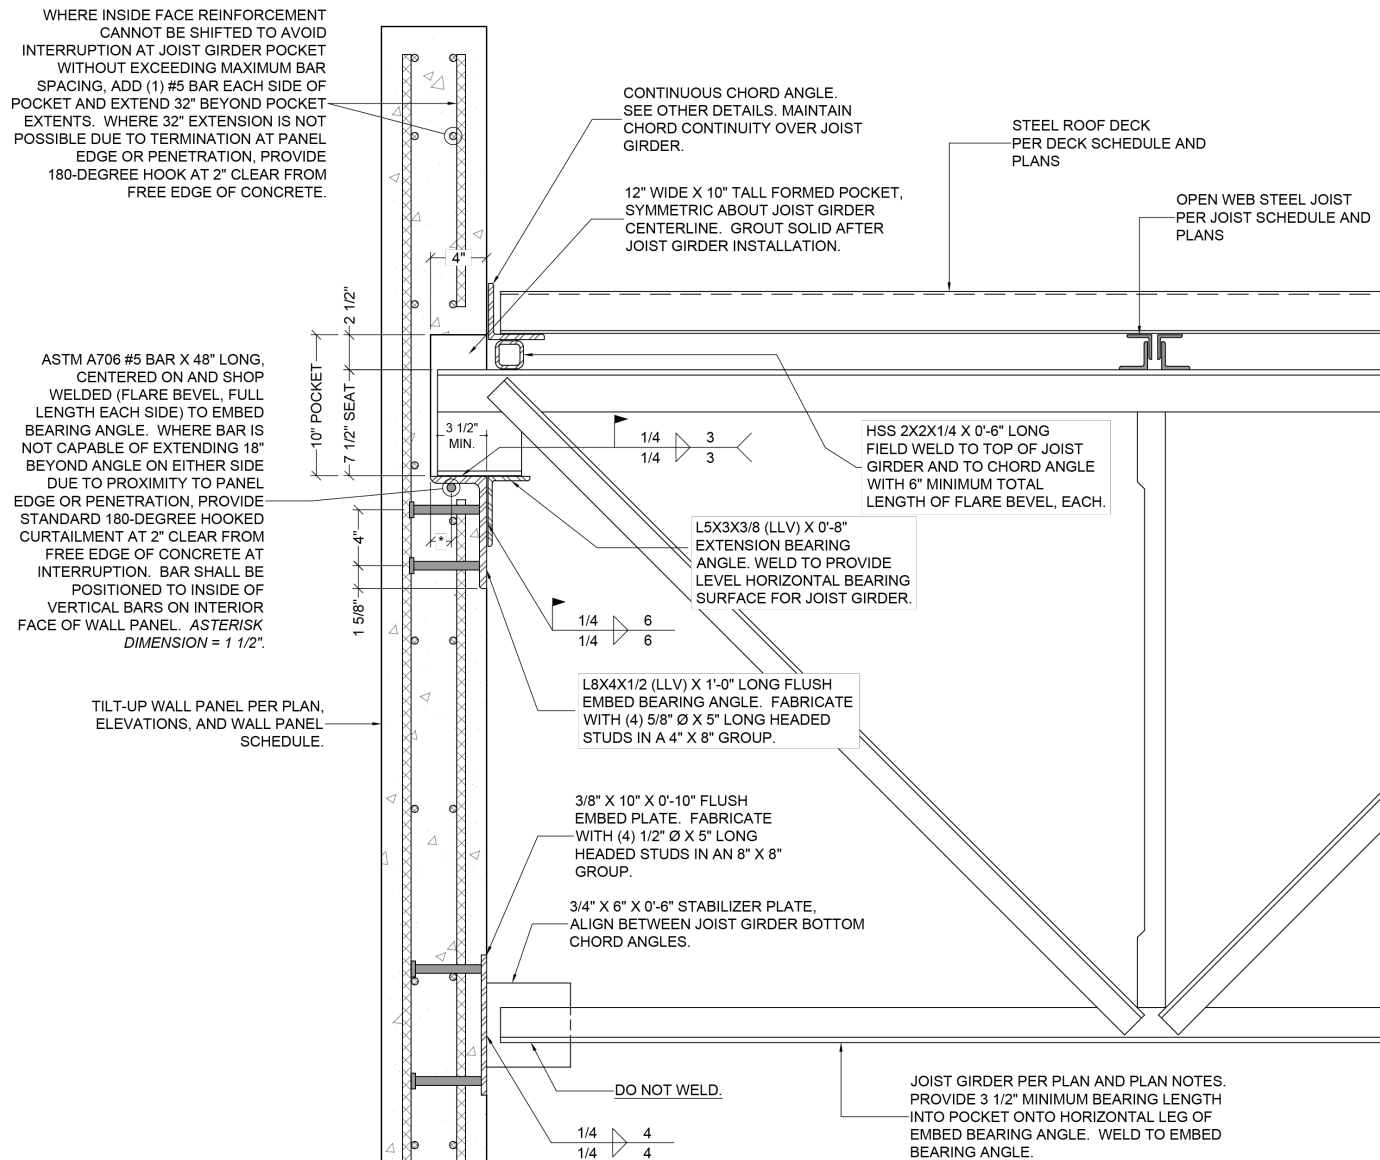 WHERE INSIDE FACE REINFORCEMENT
CANNOT BE SHIFTED TO AVOID
INTERRUPTION AT JOIST GIRDER POCKET
WITHOUT EXCEEDING MAXIMUM BAR
SPACING, ADD (1) #5 BAR EACH SIDE OF
POCKET AND EXTEND 32" BEYOND POCKET
EXTENTS. WHERE 32" EXTENSION IS NOT
POSSIBLE DUE TO TERMINATION AT PANEL
EDGE OR PENETRATION, PROVIDE
180-DEGREE HOOK AT 2" CLEAR FROM
FREE EDGE OF CONCRETE.
CONTINUOUS CHORD ANGLE.
SEE OTHER DETAILS. MAINTAIN
CHORD CONTINUITY OVER JOIST
GIRDER.
STEEL ROOF DECK
PER DECK SCHEDULE AND
PLANS
12" WIDE X 10" TALL FORMED POCKET,
SYMMETRIC ABOUT JOIST GIRDER
CENTERLINE. GROUT SOLID AFTER
JOIST GIRDER INSTALLATION.
OPEN WEB STEEL JOIST
PER JOIST SCHEDULE AND
PLANS
4"
2 1/2"
10" POCKET
7 1/2" SEAT
3 1/2"
MIN.
ASTM A706 #5 BAR X 48" LONG,
CENTERED ON AND SHOP
WELDED (FLARE BEVEL, FULL
LENGTH EACH SIDE) TO EMBED
BEARING ANGLE. WHERE BAR IS
NOT CAPABLE OF EXTENDING 18"
BEYOND ANGLE ON EITHER SIDE
DUE TO PROXIMITY TO PANEL
EDGE OR PENETRATION, PROVIDE
STANDARD 180-DEGREE HOOKED
CURTAILMENT AT 2" CLEAR FROM
FREE EDGE OF CONCRETE AT
INTERRUPTION. BAR SHALL BE
POSITIONED TO INSIDE OF
VERTICAL BARS ON INTERIOR
FACE OF WALL PANEL. ASTERISK
DIMENSION = 1 1/2".
1/4 3
1/4 3
HSS 2X2X1/4 X 0'-6" LONG
FIELD WELD TO TOP OF JOIST
GIRDER AND TO CHORD ANGLE
WITH 6" MINIMUM TOTAL
LENGTH OF FLARE BEVEL, EACH.
4"
*
1 5/8"
L5X3X3/8 (LLV) X 0'-8"
EXTENSION BEARING
ANGLE. WELD TO PROVIDE
LEVEL HORIZONTAL BEARING
SURFACE FOR JOIST GIRDER.
1/4 6
1/4 6
L8X4X1/2 (LLV) X 1'-0" LONG FLUSH
EMBED BEARING ANGLE. FABRICATE
WITH (4) 5/8" Ø X 5" LONG HEADED
STUDS IN A 4" X 8" GROUP.
TILT-UP WALL PANEL PER PLAN,
ELEVATIONS, AND WALL PANEL
SCHEDULE.
3/8" X 10" X 0'-10" FLUSH
EMBED PLATE. FABRICATE
WITH (4) 1/2" Ø X 5" LONG
HEADED STUDS IN AN 8" X 8"
GROUP.
3/4" X 6" X 0'-6" STABILIZER PLATE,
ALIGN BETWEEN JOIST GIRDER BOTTOM
CHORD ANGLES.
DO NOT WELD.
1/4 4
1/4 4
JOIST GIRDER PER PLAN AND PLAN NOTES.
PROVIDE 3 1/2" MINIMUM BEARING LENGTH
INTO POCKET ONTO HORIZONTAL LEG OF
EMBED BEARING ANGLE. WELD TO EMBED
BEARING ANGLE.